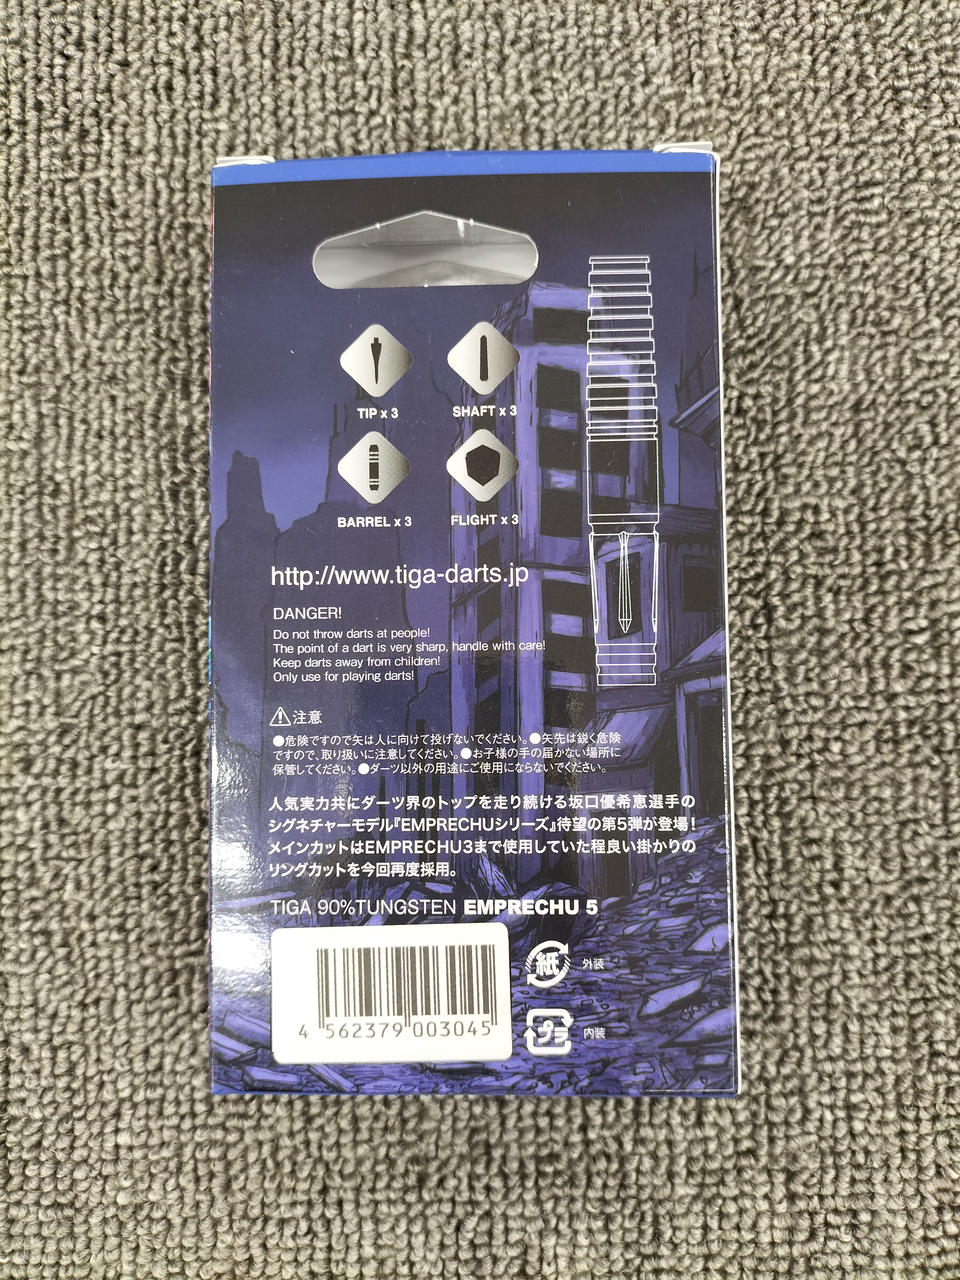 TIP x 3
SHAFT x 3
BARREL x 3
FLIGHT x 3
http://www.tiga-darts.jp
DANGER!
Do not throw darts at people!
The point of a dart is very sharp, handle with care!
Keep darts away from children!
Only use for playing darts!
注意
●危険ですので矢は人に向けて投げないでください。●矢先は鋭く危険
ですので、取り扱いに注意してください。●お子様の手の届かない場所に
保管してください。●ダーツ以外の用途にご使用にならないでください。
人気実力共にダーツ界のトップを走り続ける坂口優希恵選手の
シグネチャーモデル『EMPRECHUシリーズ』待望の第5弾が登場！
メインカットはEMPRECHU3まで使用していた程良い掛かりの
リングカットを今回再度採用。
TIGA 90%TUNGSTEN EMPRECHU 5
紙 外装
4 562379 003045
プラ 内装